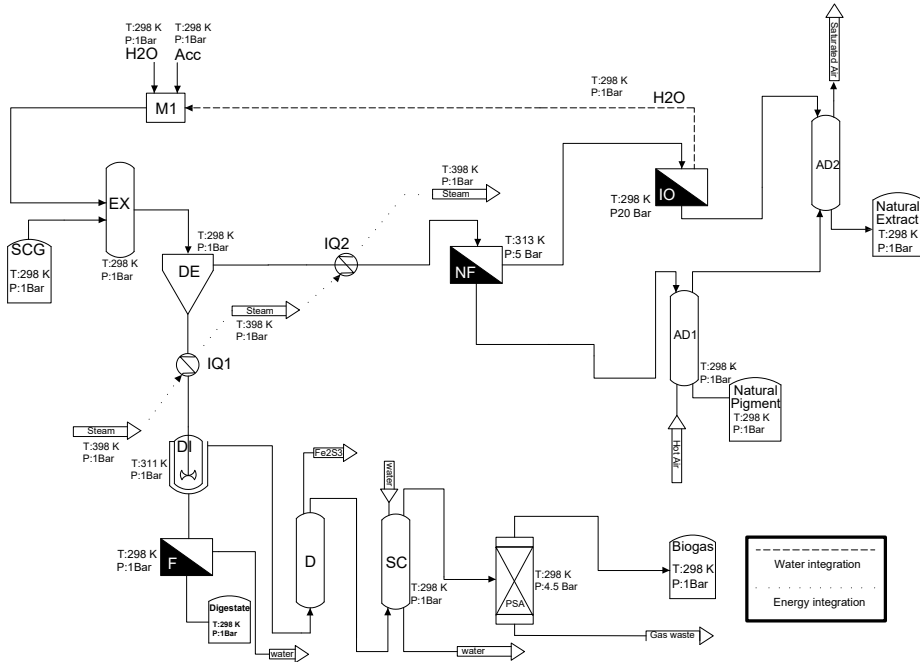 T:298 K
P:1Bar
H2O
T:298 K
P:1Bar
Acc
M1
T:298 K
P:1Bar
H2O
Saturaled Air
AD2
IO
T:298 K
P20 Bar
Natural
Extract
T:298 K
P:1Bar
EX
T:298 K
P:1Bar
SCG
T:298 K
P:1Bar
T:298 K
P:1Bar
DE
T:398 K
P:1Bar
Steam
IQ2
T:313 K
P:5 Bar
NF
Steam
T:398 K
P:1Bar
IQ1
AD1
T:298 K
P:1Bar
Natural
Pigment
T:298 K
P:1Bar
Hot Air
Steam
T:398 K
P:1Bar
DI
T:311 K
P:1Bar
Fe2S3
water
D
SC
T:298 K
P:1Bar
PSA
T:298 K
P:4.5 Bar
Biogas
T:298 K
P:1Bar
T:298 K
P:1Bar
F
Digestate
T:298 K
P:1Bar
water
water
Gas waste
Water integration
Energy integration